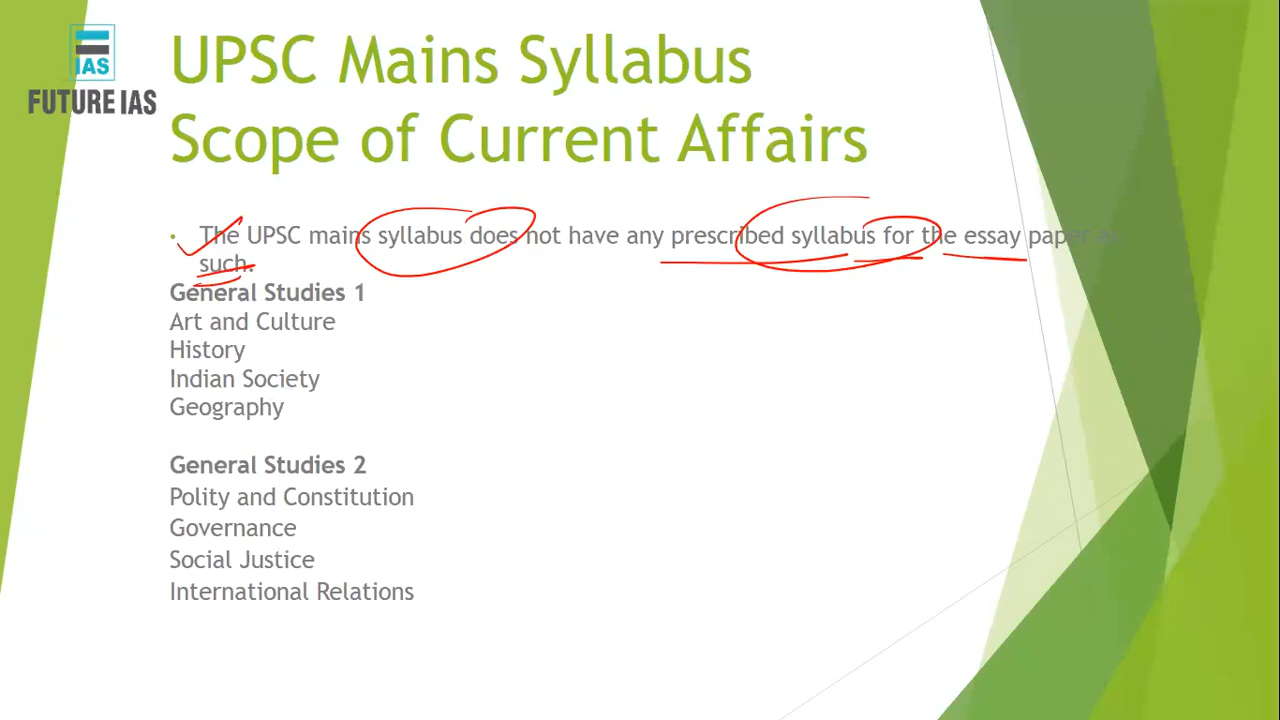 IAS
FUTURE IAS
UPSC Mains Syllabus
Scope of Current Affairs
• The UPSC mains syllabus does not have any prescribed syllabus for the essay paper as
such.
General Studies 1
Art and Culture
History
Indian Society
Geography
General Studies 2
Polity and Constitution
Governance
Social Justice
International Relations